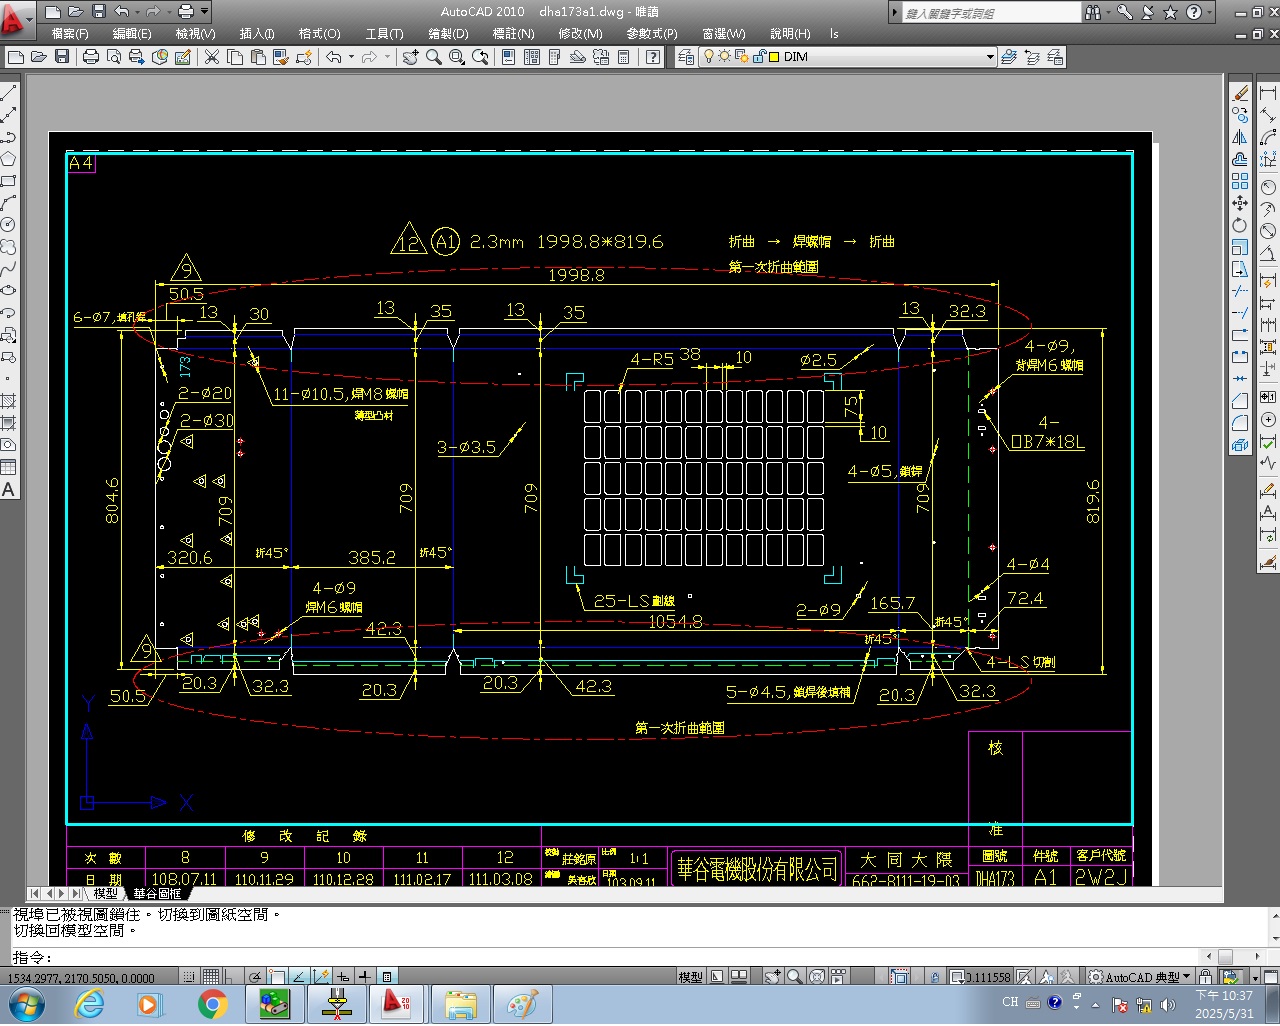 AutoCAD 2010 dha173a1.dwg - 唯讀
鍵入關鍵字或詞組
檔案(F) 編輯(E) 檢視(V) 插入(I) 格式(O) 工具(T) 繪製(D) 標註(N) 修改(M) 參數式(P) 窗選(W) 說明(H) ls
DIM
A4
12 A1 2.3mm 1998.8*819.6 折曲 → 焊螺帽 → 折曲
第一次折曲範圍
9
1998.8
50.5
6-Ø7,填孔焊 13 30 13 35 13 35 13 32.3
4-R5 38 10 Ø2.5
4-Ø9,
背焊M6螺帽
173
2-Ø20
11-Ø10.5,焊M8螺帽
薄型凸材
75
2-Ø30
10
4-
口B7*18L
3-Ø3.5
4-Ø5,鎖焊
804.6 709 709 709 709 819.6
320.6 折45° 385.2 折45°
4-Ø9
焊M6螺帽
4-Ø4
25-LS劃線 2-Ø9 165.7 72.4
42.3 1054.8 折45° 折45°
9
4-LS切割
50.5 20.3 32.3 20.3 20.3 42.3 5-Ø4.5,鎖焊後填補 20.3 32.3
第一次折曲範圍
Y
X
核
准
修 改 記 錄
次 數 8 9 10 11 12 莊銘原 比例 1:1 華谷電機股份有限公司 大 同 大 隈 圖號 件號 客戶代號
日 期 108.07.11 110.11.29 110.12.28 111.02.17 111.03.08 日期 103.09.11 662-8111-19-03 DHA173 A1 2W2J
模型 華谷圖框
視埠已被視圖鎖住。切換到圖紙空間。
切換回模型空間。
指令:
1534.2977, 2170.5050, 0.0000 模型 0.111558 AutoCAD 典型
CH 下午 10:37
2025/5/31